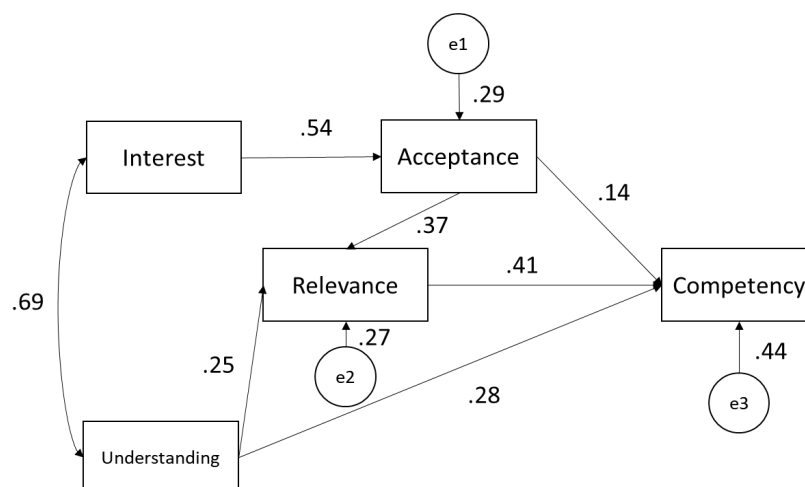 e1
.29
.54
Interest
Acceptance
.14
.37
.41
Relevance
Competency
.69
.27
.25
.44
e2
.28
e3
Understanding